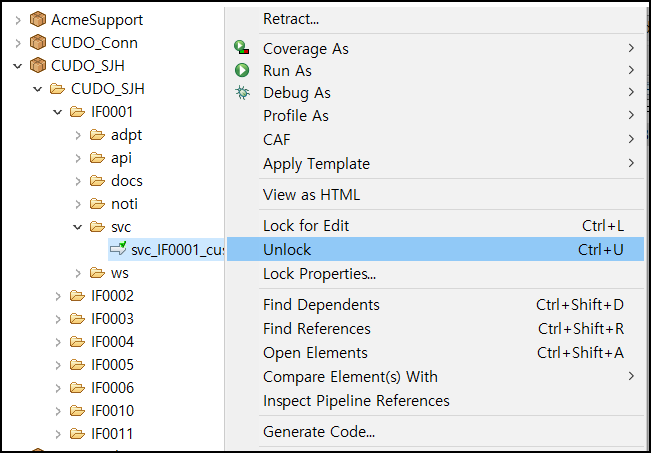 AcmeSupport
CUDO_Conn
CUDO_SJH
CUDO_SJH
IF0001
adpt
api
docs
noti
svc
svc_IF0001_cus
ws
IF0002
IF0003
IF0004
IF0005
IF0006
IF0010
IF0011
Retract...
Coverage As
Run As
Debug As
Profile As
CAF
Apply Template
View as HTML
Lock for Edit Ctrl+L
Unlock Ctrl+U
Lock Properties...
Find Dependents Ctrl+Shift+D
Find References Ctrl+Shift+R
Open Elements Ctrl+Shift+A
Compare Element(s) With
Inspect Pipeline References
Generate Code...